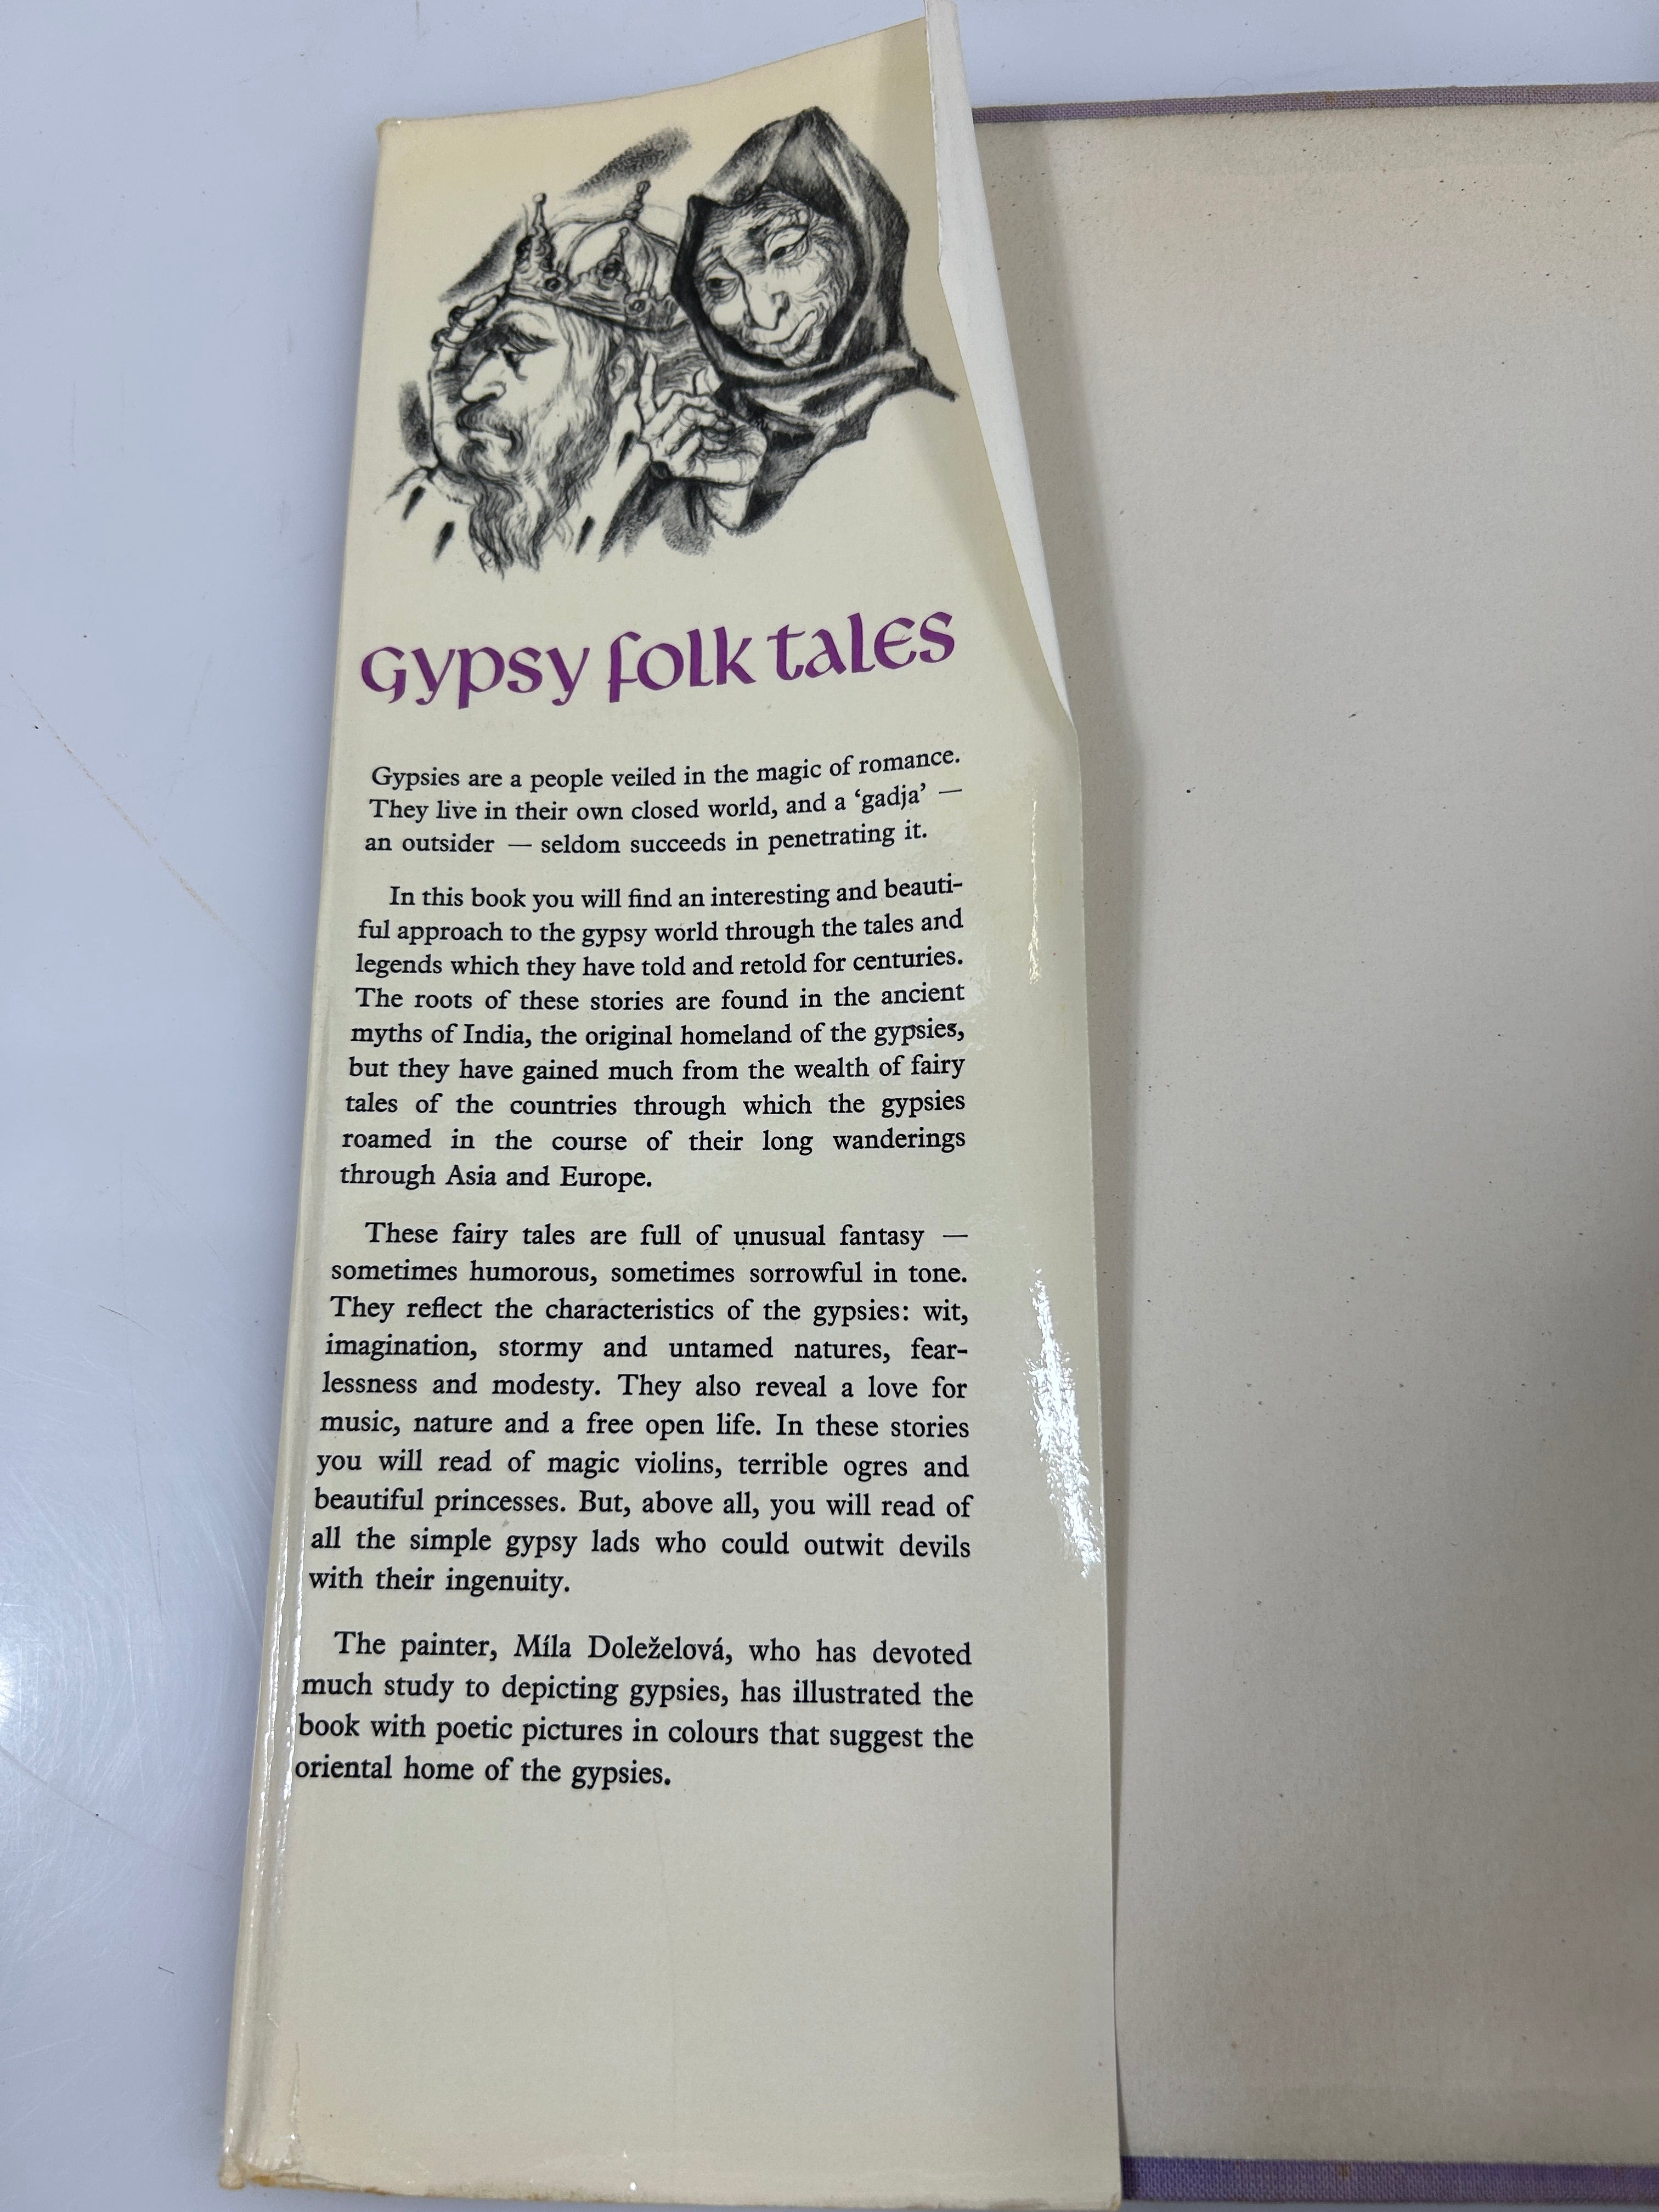 Gypsy folk tales
Gypsies are a people veiled in the magic of romance.
They live in their own closed world, and a ‘gadja’ —
an outsider — seldom succeeds in penetrating it.
In this book you will find an interesting and beauti-
ful approach to the gypsy world through the tales and
legends which they have told and retold for centuries.
The roots of these stories are found in the ancient
myths of India, the original homeland of the gypsies,
but they have gained much from the wealth of fairy
tales of the countries through which the gypsies
roamed in the course of their long wanderings
through Asia and Europe.
These fairy tales are full of unusual fantasy —
sometimes humorous, sometimes sorrowful in tone.
They reflect the characteristics of the gypsies: wit,
imagination, stormy and untamed natures, fear-
lessness and modesty. They also reveal a love for
music, nature and a free open life. In these stories
you will read of magic violins, terrible ogres and
beautiful princesses. But, above all, you will read of
all the simple gypsy lads who could outwit devils
with their ingenuity.
The painter, Míla Doleželová, who has devoted
much study to depicting gypsies, has illustrated the
book with poetic pictures in colours that suggest the
oriental home of the gypsies.